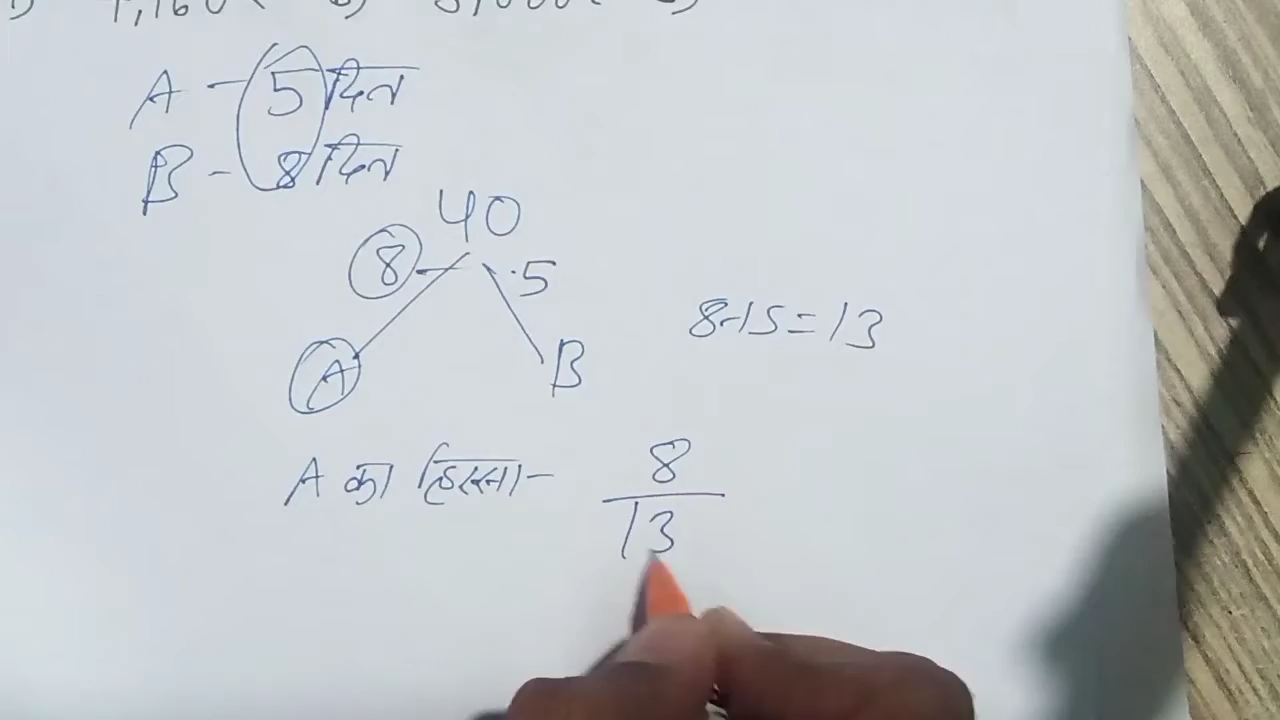 A - 5 दिन
B - 8 दिन
40
8 5
A B
8+5=13
A का हिस्सा - 8
13